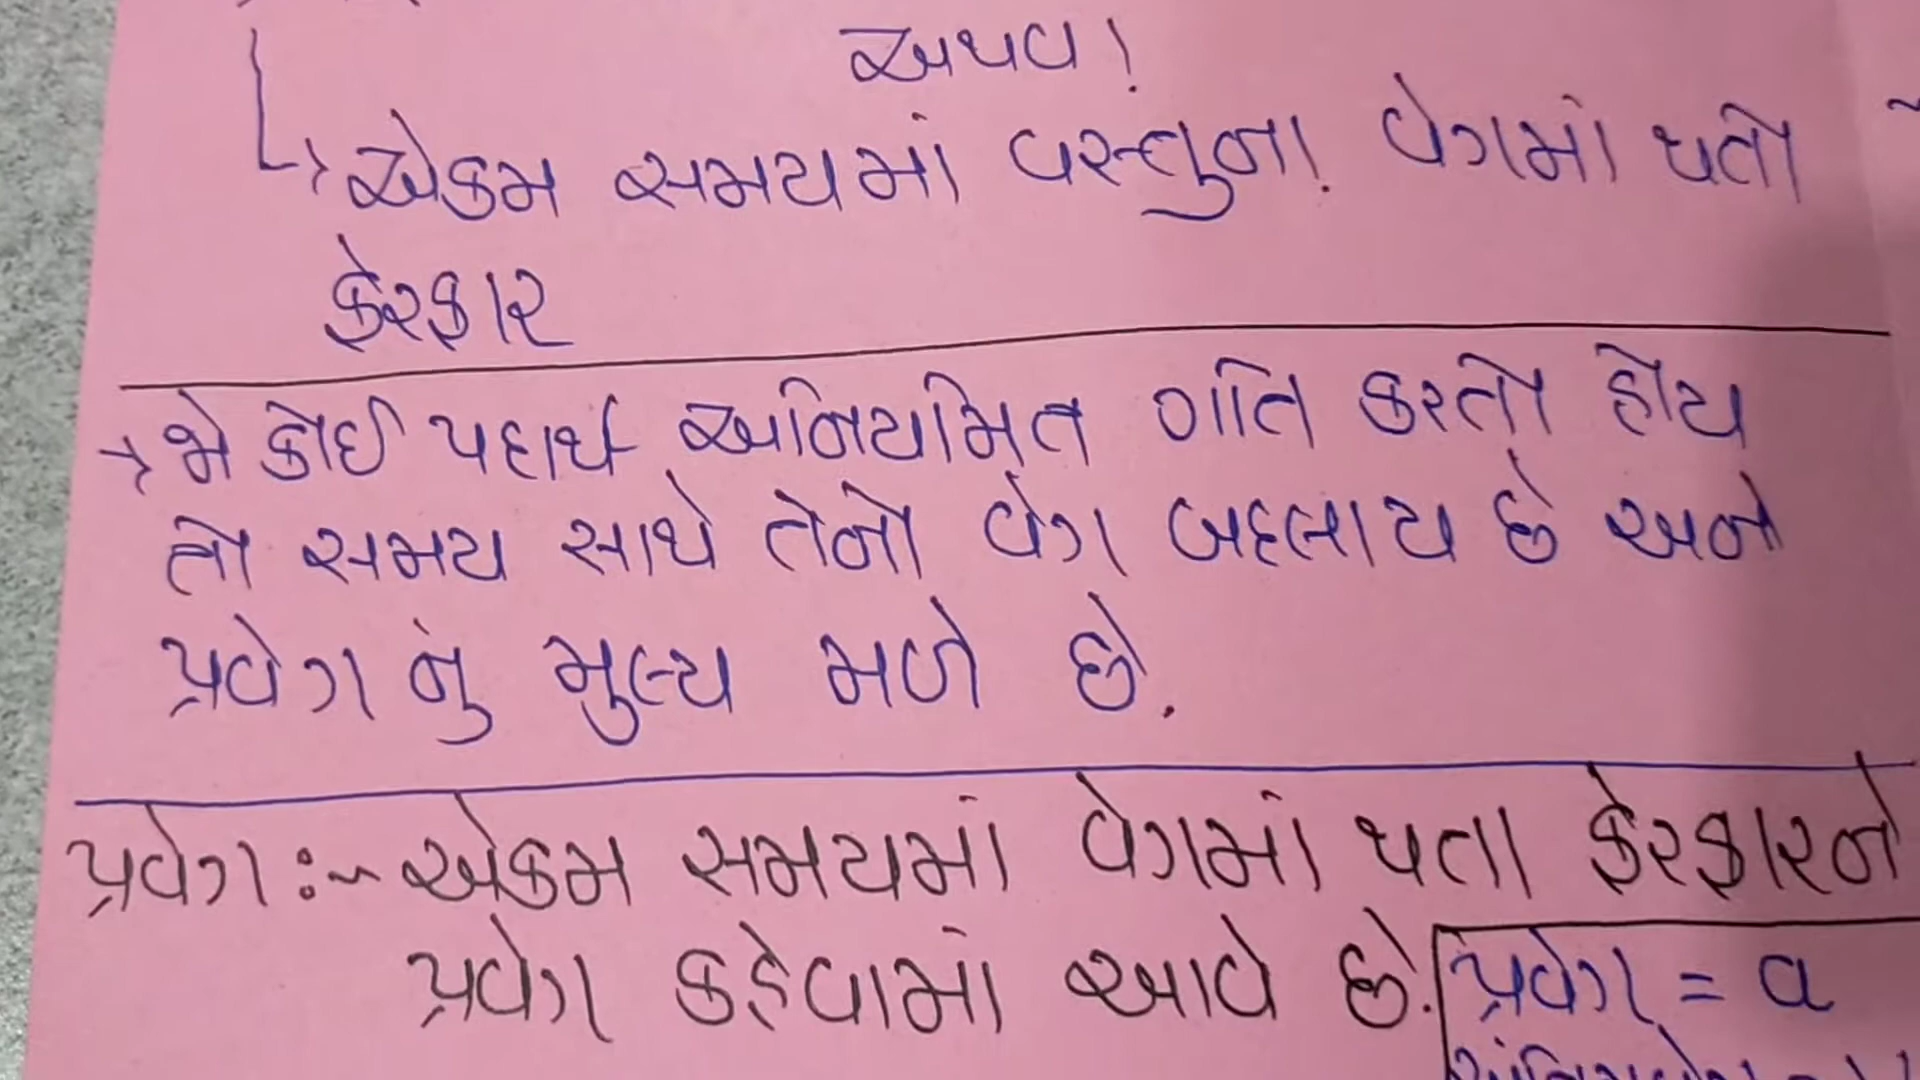 અથવા
→ એકમ સમયમાં વસ્તુના વેગમાં થતો
ફેરફાર
→ જો કોઈ પદાર્થ અનિયમિત ગતિ કરતો હોય
તો સમય સાથે તેનો વેગ બદલાય છે અને
પ્રવેગ નું મુલ્ય મળે છે.
પ્રવેગ :- એકમ સમયમાં વેગમાં થતા ફેરફારને
પ્રવેગ કહેવામાં આવે છે.
પ્રવેગ = a